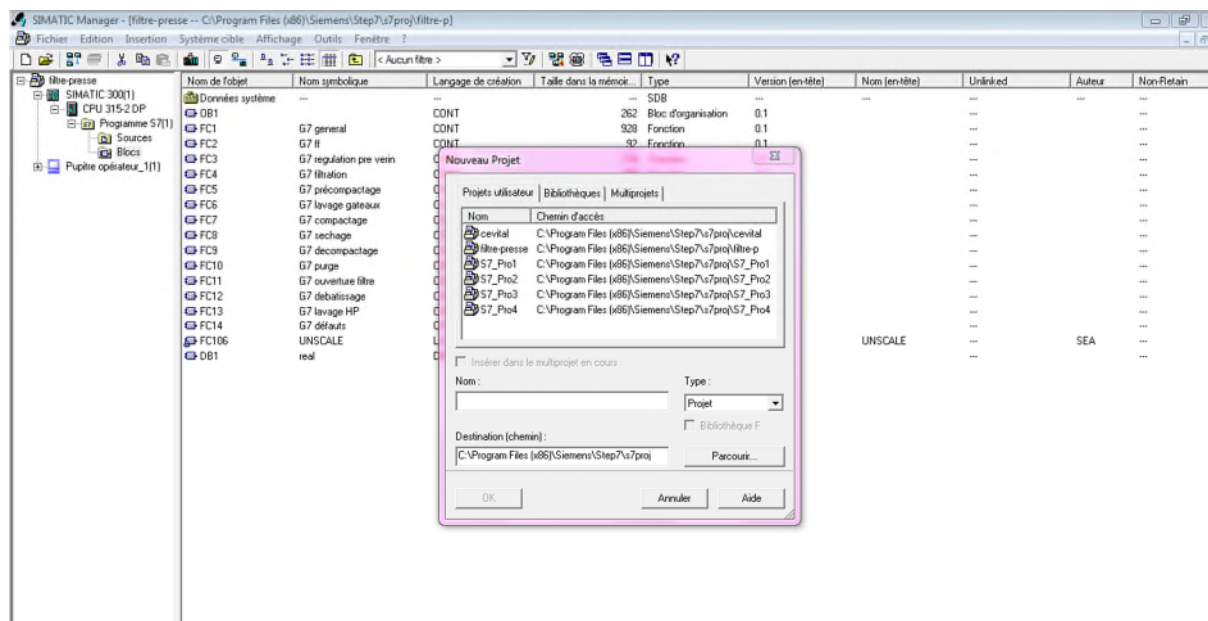 SIMATIC Manager - [filtre-presse -- C:\Program Files (x86)\Siemens\Step7\s7proj\filtre-p]
Fichier Edition Insertion Système cible Affichage Outils Fenêtre ?
< Aucun filtre >
filtre-presse
SIMATIC 300(1)
CPU 315-2 DP
Programme S7(1)
Sources
Blocs
Pupitre opérateur_1(1)
Nom de l'objet Nom symbolique Langage de création Taille dans la mémoir... Type Version (en-tête) Nom (en-tête) Unlinked Auteur Non-Retain
Données système --- --- --- SDB --- --- --- --- ---
OB1 CONT 262 Bloc d'organisation 0.1 --- ---
FC1 G7 general CONT 928 Fonction 0.1 --- ---
FC2 G7 ff CONT 92 Fonction 0.1 --- ---
FC3 G7 regulation pre verin --- ---
FC4 G7 filtration --- ---
FC5 G7 précompactage --- ---
FC6 G7 lavage gateaux --- ---
FC7 G7 compactage --- ---
FC8 G7 sechage --- ---
FC9 G7 decompactage --- ---
FC10 G7 purge --- ---
FC11 G7 ouverture filtre --- ---
FC12 G7 debatissage --- ---
FC13 G7 lavage HP --- ---
FC14 G7 défauts --- ---
FC106 UNSCALE UNSCALE --- SEA ---
DB1 real --- ---
Nouveau Projet
Projets utilisateur Bibliothèques Multiprojets
Nom Chemin d'accès
cevital C:\Program Files (x86)\Siemens\Step7\s7proj\cevital
filtre-presse C:\Program Files (x86)\Siemens\Step7\s7proj\filtre-p
S7_Pro1 C:\Program Files (x86)\Siemens\Step7\s7proj\S7_Pro1
S7_Pro2 C:\Program Files (x86)\Siemens\Step7\s7proj\S7_Pro2
S7_Pro3 C:\Program Files (x86)\Siemens\Step7\s7proj\S7_Pro3
S7_Pro4 C:\Program Files (x86)\Siemens\Step7\s7proj\S7_Pro4
Insérer dans le multiprojet en cours
Nom :
Type :
Projet
Bibliothèque F
Destination (chemin) :
C:\Program Files (x86)\Siemens\Step7\s7proj
Parcourir...
OK Annuler Aide